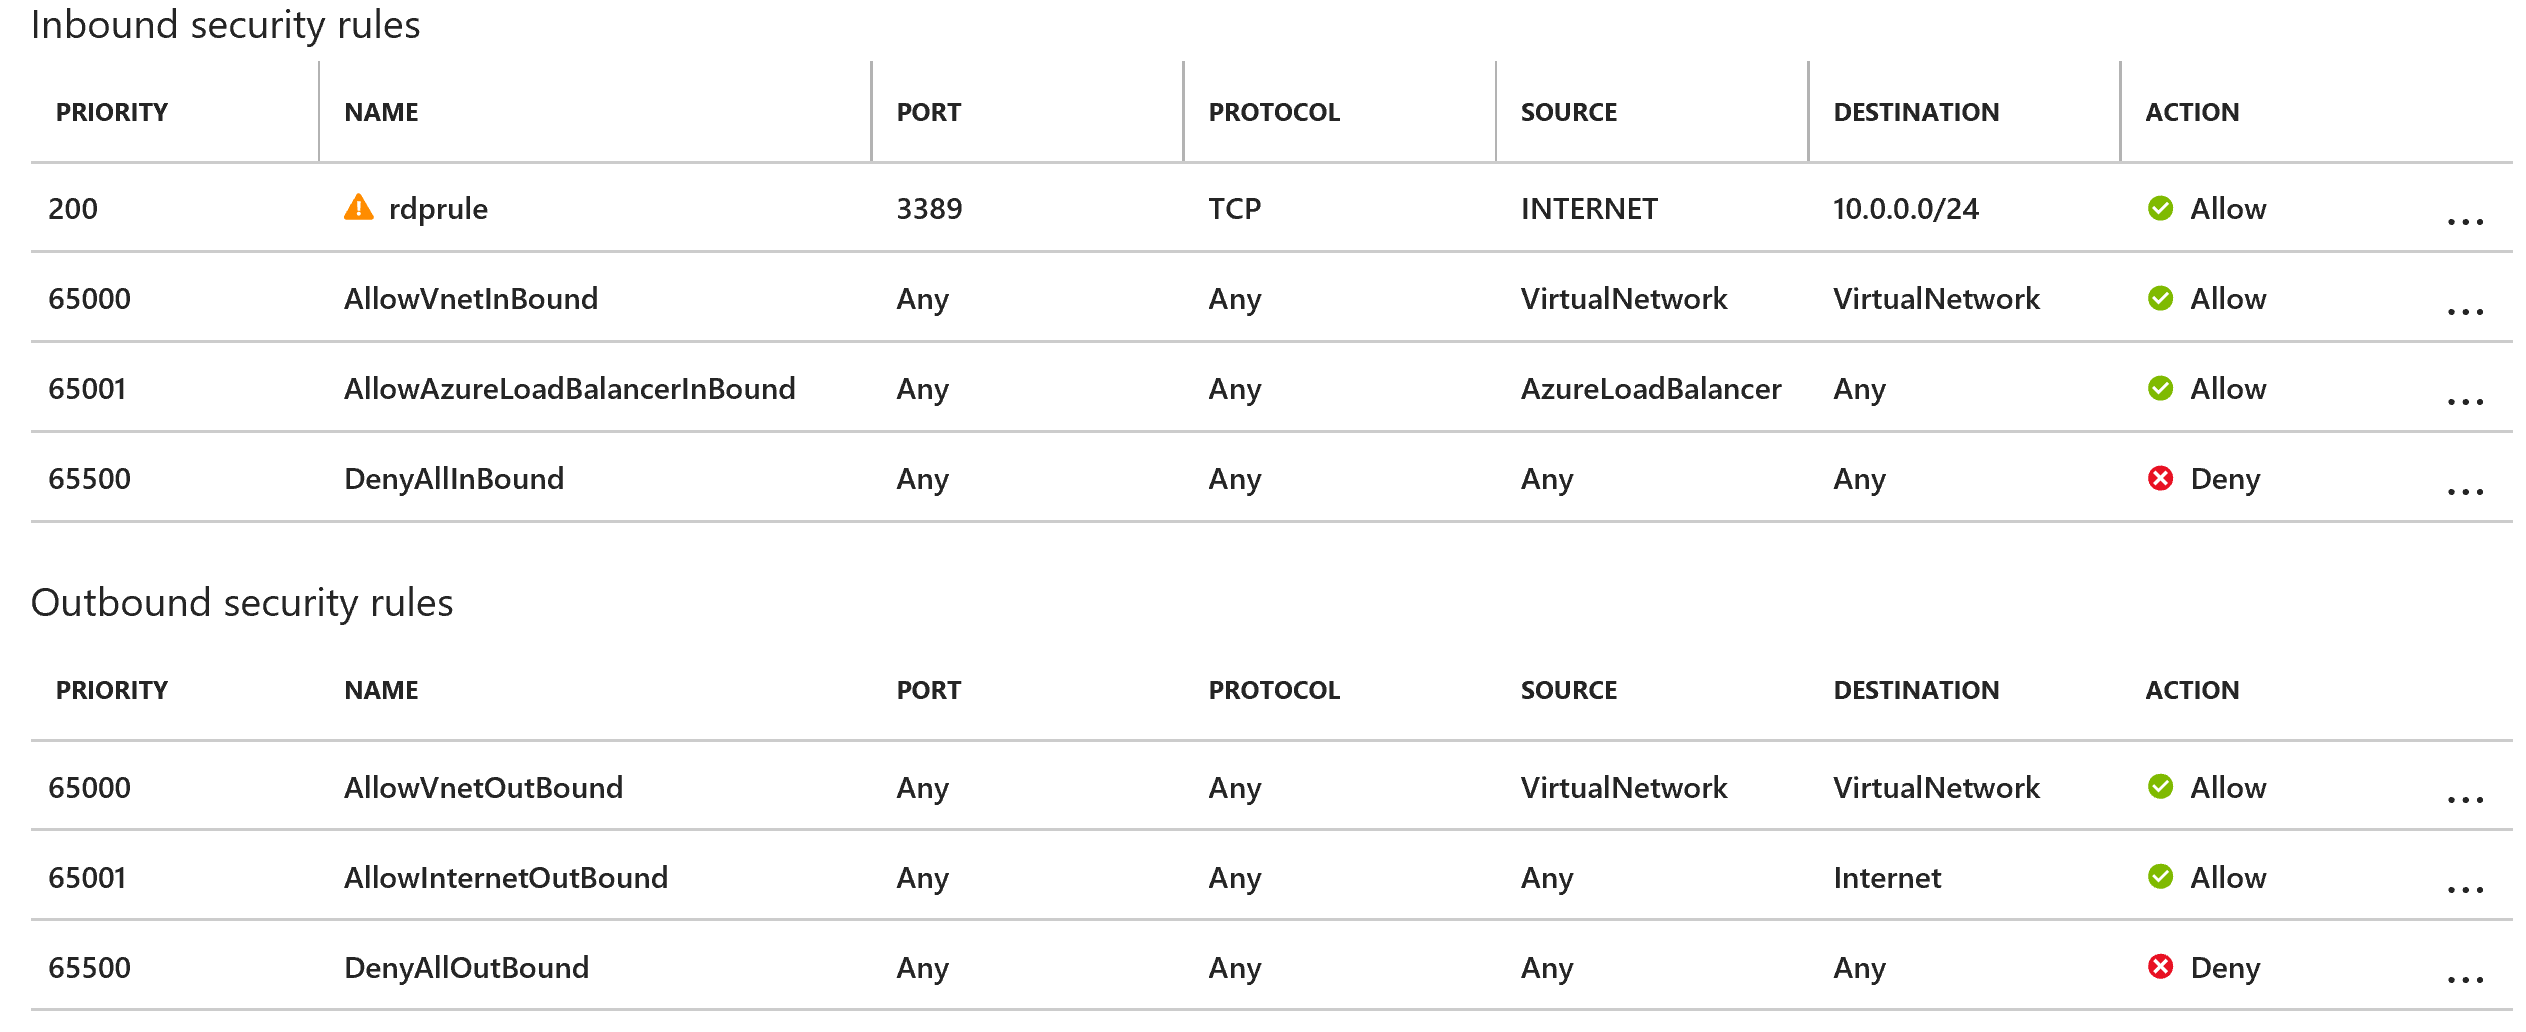 Inbound security rules
PRIORITY NAME PORT PROTOCOL SOURCE DESTINATION ACTION
200 rdprule 3389 TCP INTERNET 10.0.0.0/24 Allow ...
65000 AllowVnetInBound Any Any VirtualNetwork VirtualNetwork Allow ...
65001 AllowAzureLoadBalancerInBound Any Any AzureLoadBalancer Any Allow ...
65500 DenyAllInBound Any Any Any Any Deny ...
Outbound security rules
PRIORITY NAME PORT PROTOCOL SOURCE DESTINATION ACTION
65000 AllowVnetOutBound Any Any VirtualNetwork VirtualNetwork Allow ...
65001 AllowInternetOutBound Any Any Any Internet Allow ...
65500 DenyAllOutBound Any Any Any Any Deny ...